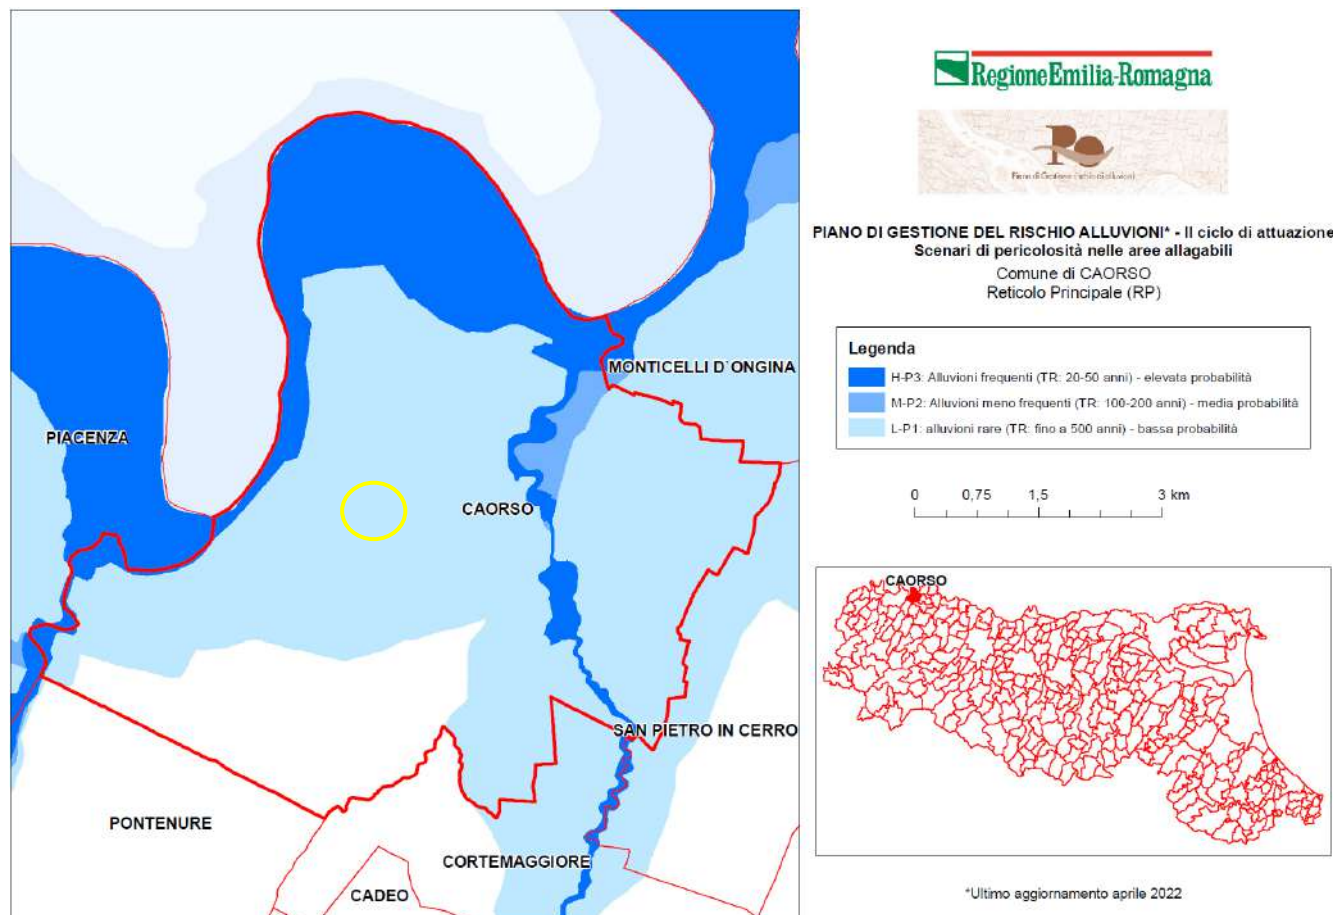 PIACENZA
MONTICELLI D`ONGINA
CAORSO
SAN PIETRO IN CERRO
PONTENURE
CORTEMAGGIORE
CADEO
RegioneEmilia-Romagna
PO
PIANO DI GESTIONE DEL RISCHIO ALLUVIONI* - II ciclo di attuazione
Scenari di pericolosità nelle aree allagabili
Comune di CAORSO
Reticolo Principale (RP)
Legenda
H-P3: Alluvioni frequenti (TR: 20-50 anni) - elevata probabilità
M-P2: Alluvioni meno frequenti (TR: 100-200 anni) - media probabilità
L-P1: alluvioni rare (TR: fino a 500 anni) - bassa probabilità
0 0,75 1,5 3 km
CAORSO
*Ultimo aggiornamento aprile 2022